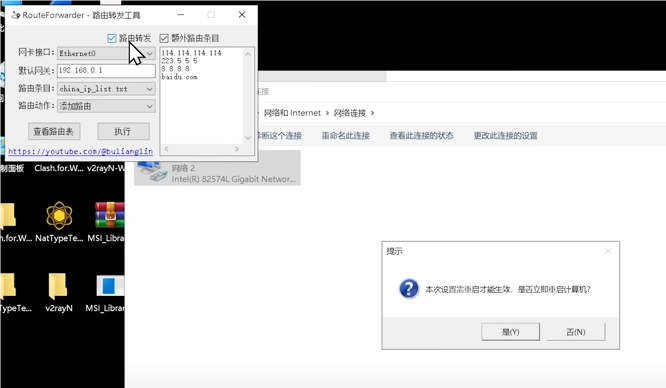 RouteForwarder - 路由转发工具
路由转发 额外路由条目
网卡接口: Ethernet0
默认网关: 192.168.0.1
路由条目: china_ip_list.txt
路由动作: 添加路由
查看路由表 执行
https://youtube.com/@bulianglin
114.114.114.114
223.5.5.5
8.8.8.8
baidu.com
网络和 Internet > 网络连接 >
诊断这个连接 重命名此连接 查看此连接的状态 更改此连接的设置
网络 2
Intel(R) 82574L Gigabit Networ...
制面板 Clash.for.W... v2rayN-W
sh.for.W... NatTypeTe... MSI_Libra
TypeTe... v2rayN MSI_Libra
提示
本次设置需重启才能生效，是否立即重启计算机?
是(Y) 否(N)